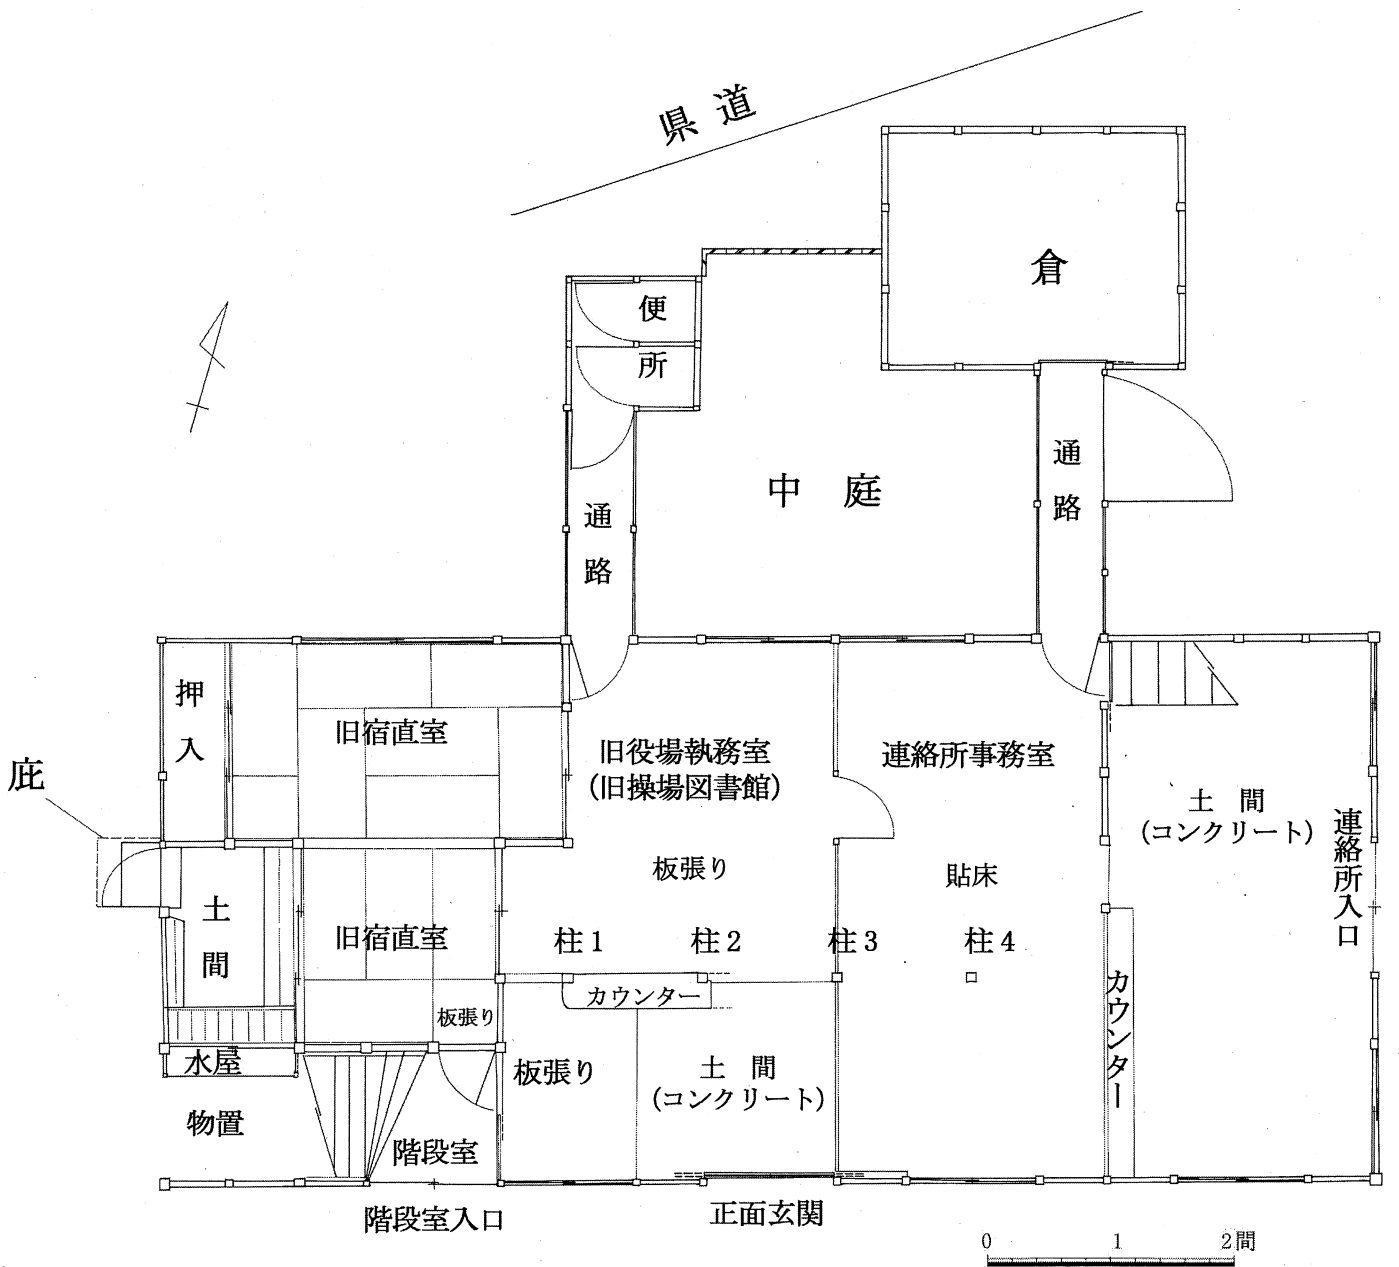 県道
倉
便
所
中庭
通
路
通
路
押
入
旧宿直室
旧役場執務室
(旧操場図書館)
連絡所事務室
庇
土間
(コンクリート)
連絡所入口
板張り
貼床
土
間
旧宿直室
柱1
柱2
柱3
柱4
カウンター
カウンター
板張り
水屋
板張り
土間
(コンクリート)
物置
階段室
階段室入口
正面玄関
0 1 2間